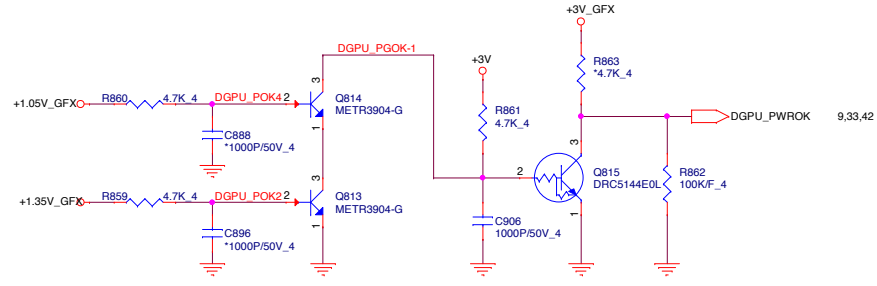 +3V_GFX
DGPU_PGOK-1
+3V
R863
*4.7K_4
3
Q814
METR3904-G
+1.05V_GFX
R860
4.7K_4
DGPU_POK4
2
1
R861
4.7K_4
DGPU_PWROK
9,33,42
C888
*1000P/50V_4
3
2
Q815
DRC5144E0L
1
R862
100K/F_4
3
Q813
METR3904-G
+1.35V_GFX
R859
4.7K_4
DGPU_POK2
2
1
C906
1000P/50V_4
C896
*1000P/50V_4